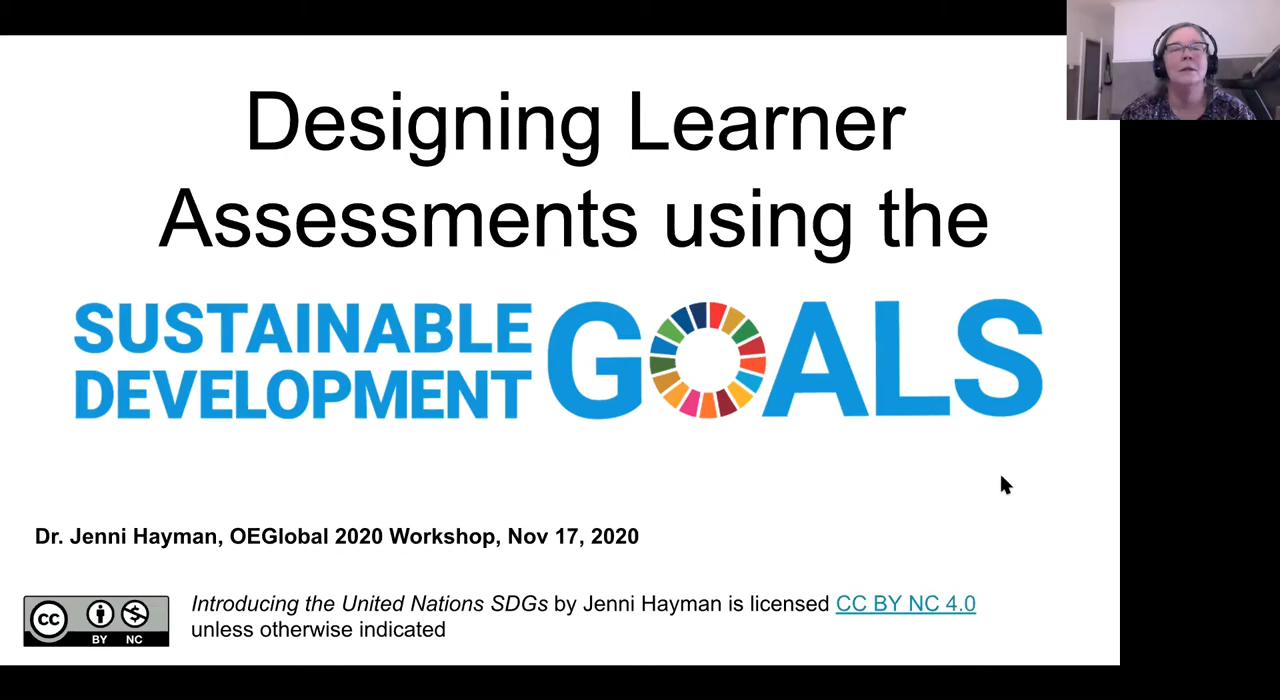 Designing Learner
Assessments using the
SUSTAINABLE
DEVELOPMENT
GOALS
Dr. Jenni Hayman, OEGlobal 2020 Workshop, Nov 17, 2020
Introducing the United Nations SDGs by Jenni Hayman is licensed CC BY NC 4.0
unless otherwise indicated
CC
BY NC